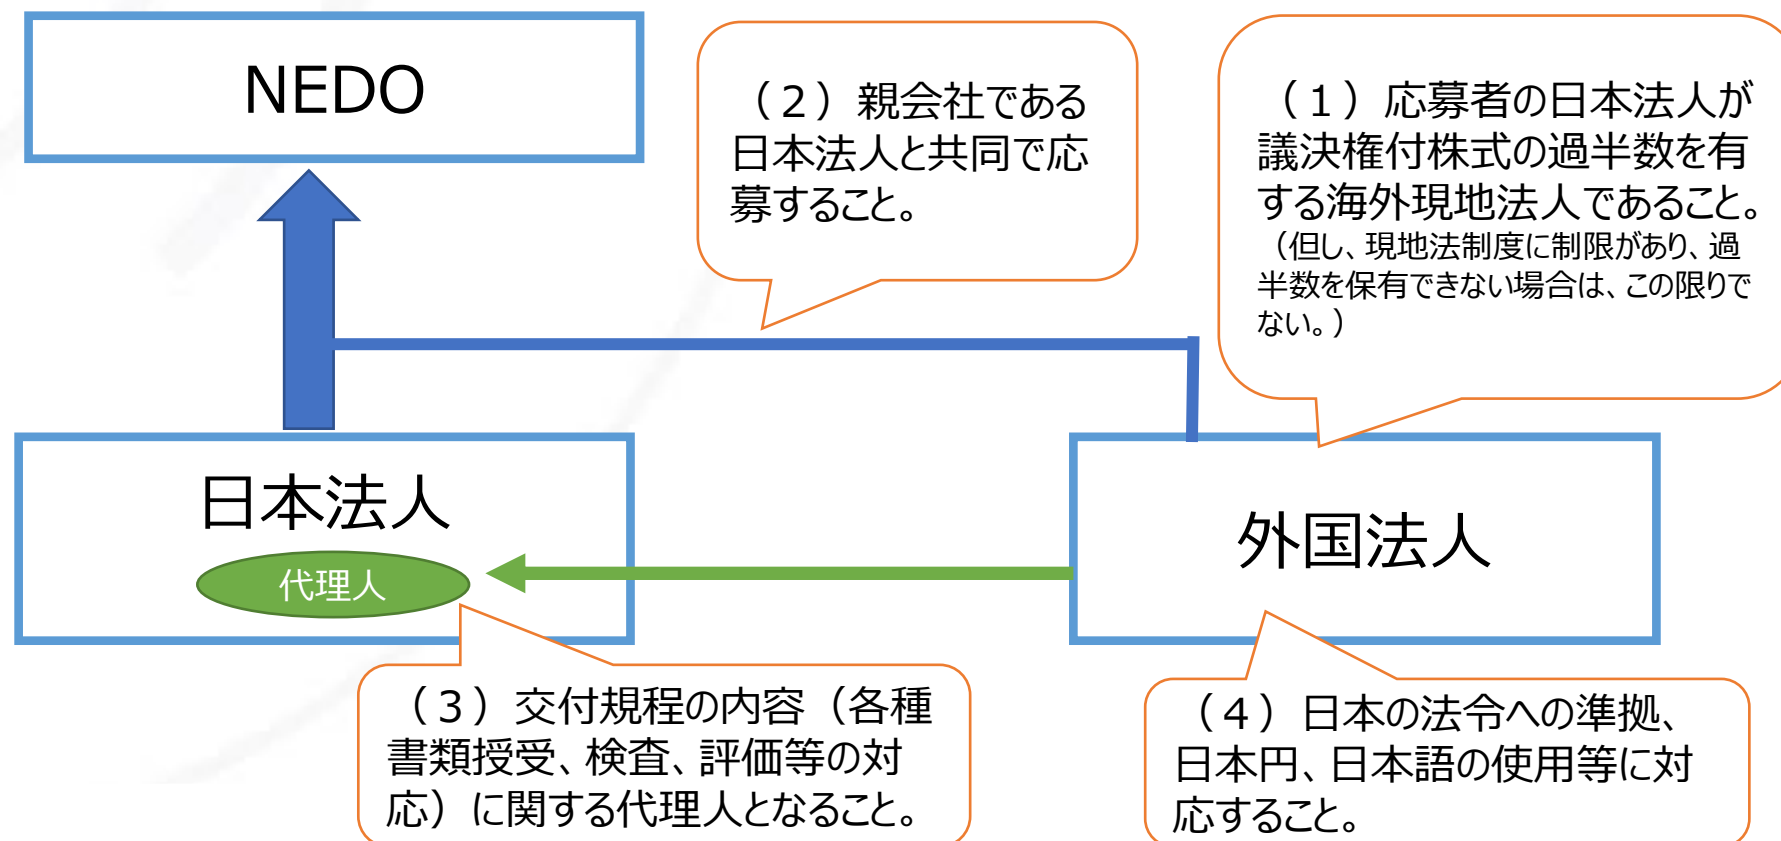 NEDO
（２）親会社である
日本法人と共同で応
募すること。
（１）応募者の日本法人が
議決権付株式の過半数を有
する海外現地法人であること。
（但し、現地法制度に制限があり、過
半数を保有できない場合は、この限りで
ない。）
日本法人
代理人
外国法人
（３）交付規程の内容（各種
書類授受、検査、評価等の対
応）に関する代理人となること。
（４）日本の法令への準拠、
日本円、日本語の使用等に対
応すること。